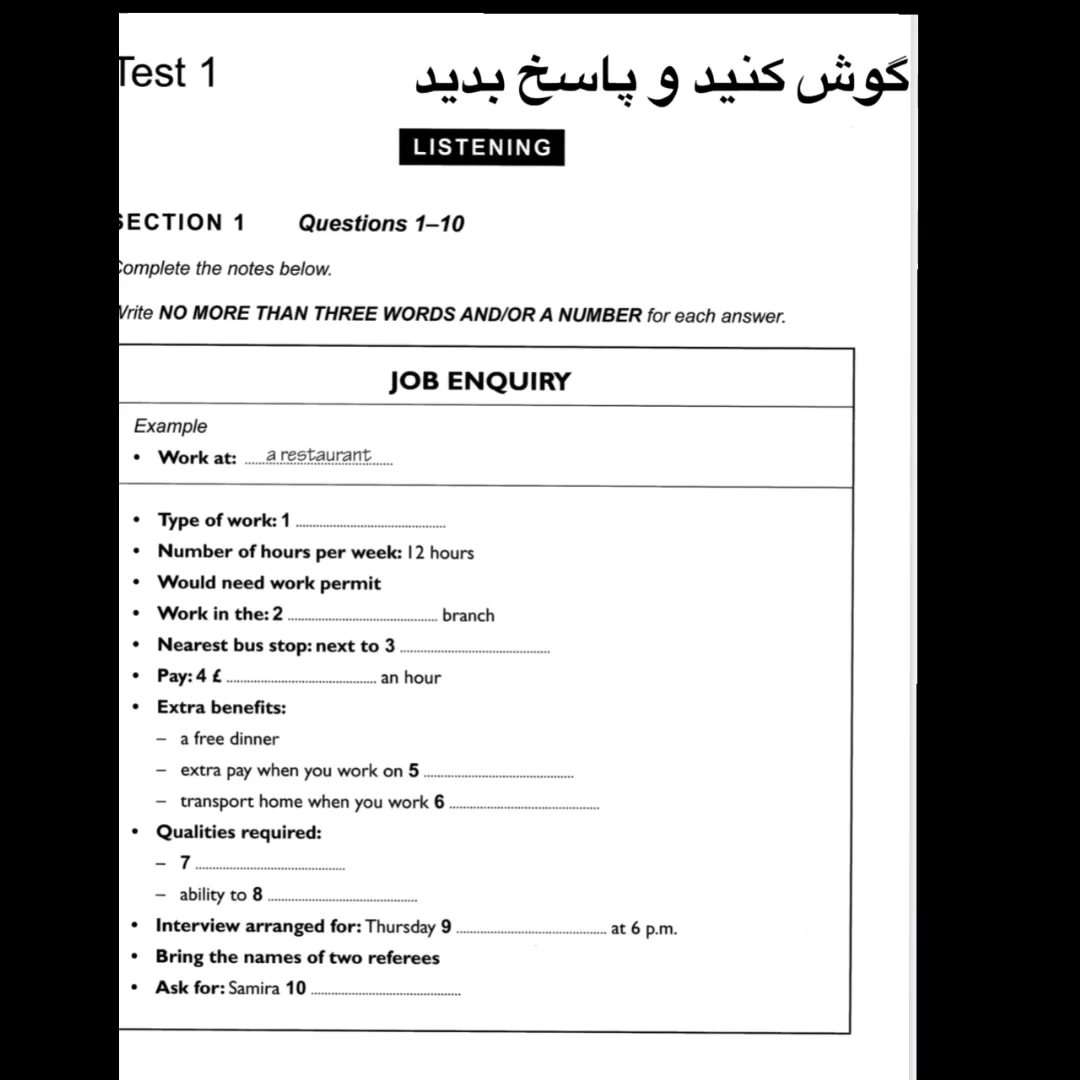 Test 1
گوش کنید و پاسخ بدید
LISTENING
SECTION 1 Questions 1–10
Complete the notes below.
Write NO MORE THAN THREE WORDS AND/OR A NUMBER for each answer.
JOB ENQUIRY
Example
• Work at: a restaurant
• Type of work: 1
• Number of hours per week: 12 hours
• Would need work permit
• Work in the: 2 branch
• Nearest bus stop: next to 3
• Pay: 4 £ an hour
• Extra benefits:
– a free dinner
– extra pay when you work on 5
– transport home when you work 6
• Qualities required:
– 7
– ability to 8
• Interview arranged for: Thursday 9 at 6 p.m.
• Bring the names of two referees
• Ask for: Samira 10